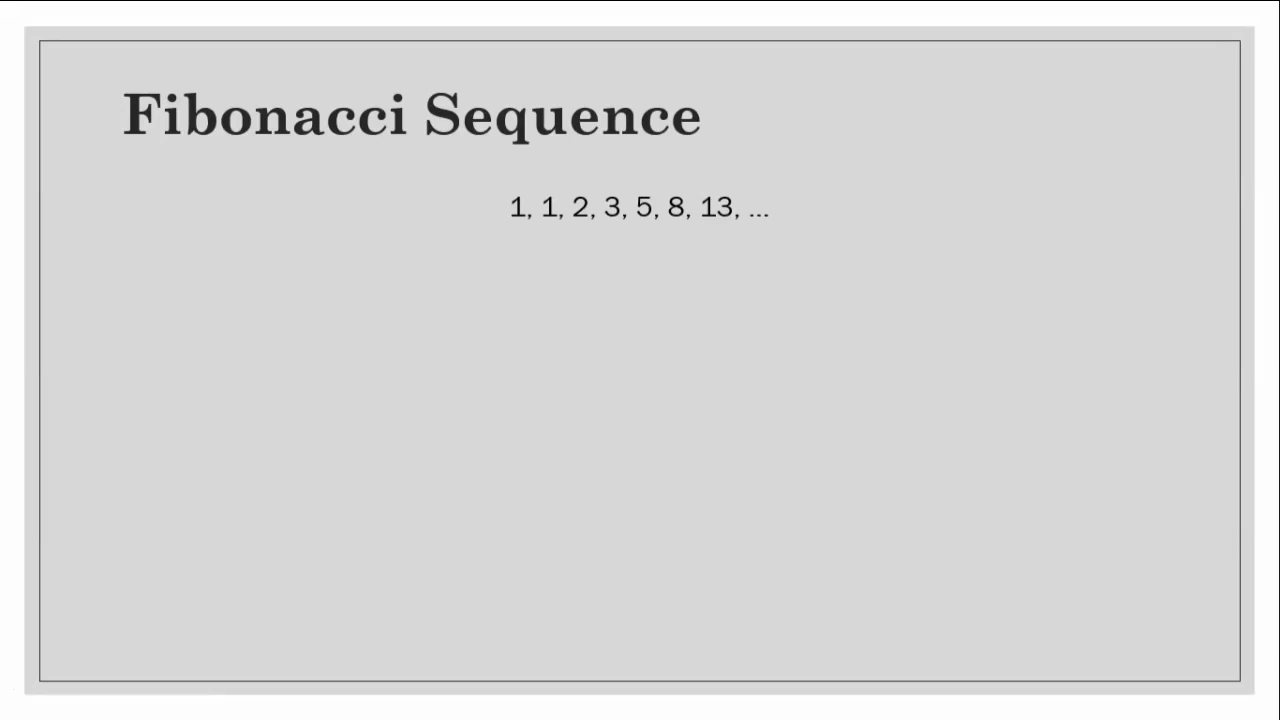 Fibonacci Sequence
1, 1, 2, 3, 5, 8, 13, ...